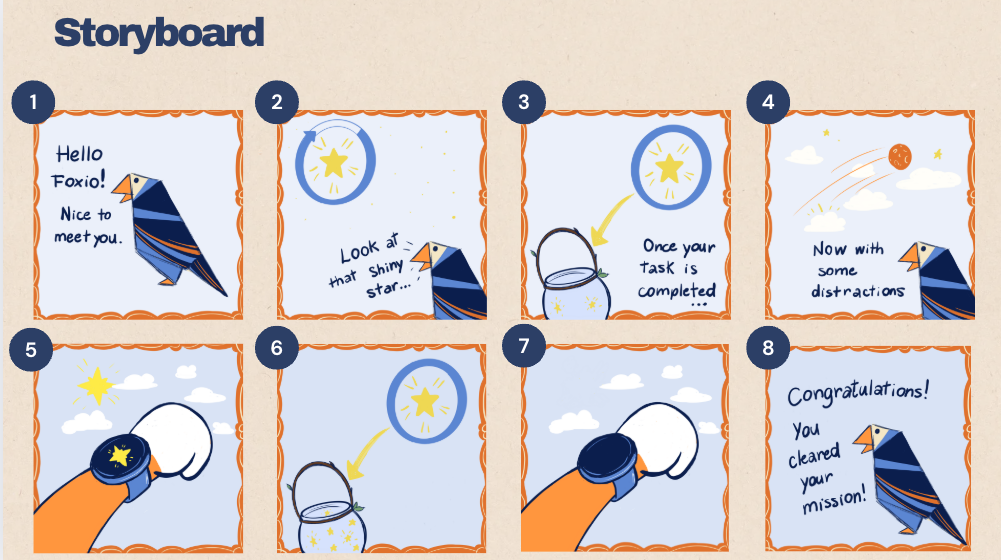 Storyboard
1
Hello
Foxio!
Nice to
meet you.
2
Look at
that shiny
star...
3
Once your
task is
completed
...
4
Now with
some
distractions
5
6
7
8
Congratulations!
You
cleared
your
mission!